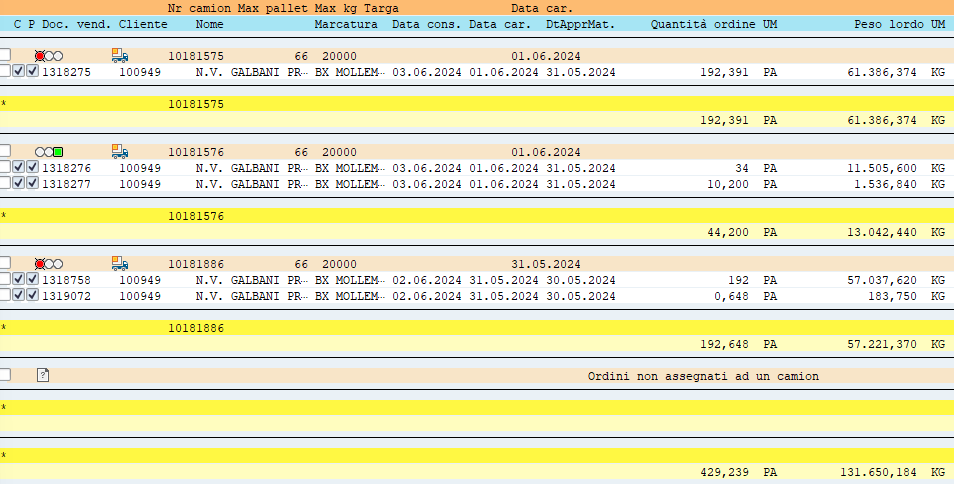 Nr camion Max pallet Max kg Targa Data car.
C P Doc. vend. Cliente Nome Marcatura Data cons. Data car. DtApprMat. Quantità ordine UM Peso lordo UM
10181575 66 20000 01.06.2024
1318275 100949 N.V. GALBANI PR… BX MOLLEM… 03.06.2024 01.06.2024 31.05.2024 192,391 PA 61.386,374 KG
* 10181575
192,391 PA 61.386,374 KG
10181576 66 20000 01.06.2024
1318276 100949 N.V. GALBANI PR… BX MOLLEM… 03.06.2024 01.06.2024 31.05.2024 34 PA 11.505,600 KG
1318277 100949 N.V. GALBANI PR… BX MOLLEM… 03.06.2024 01.06.2024 31.05.2024 10,200 PA 1.536,840 KG
* 10181576
44,200 PA 13.042,440 KG
10181886 66 20000 31.05.2024
1318758 100949 N.V. GALBANI PR… BX MOLLEM… 02.06.2024 31.05.2024 30.05.2024 192 PA 57.037,620 KG
1319072 100949 N.V. GALBANI PR… BX MOLLEM… 02.06.2024 31.05.2024 30.05.2024 0,648 PA 183,750 KG
* 10181886
192,648 PA 57.221,370 KG
? Ordini non assegnati ad un camion
*
*
429,239 PA 131.650,184 KG